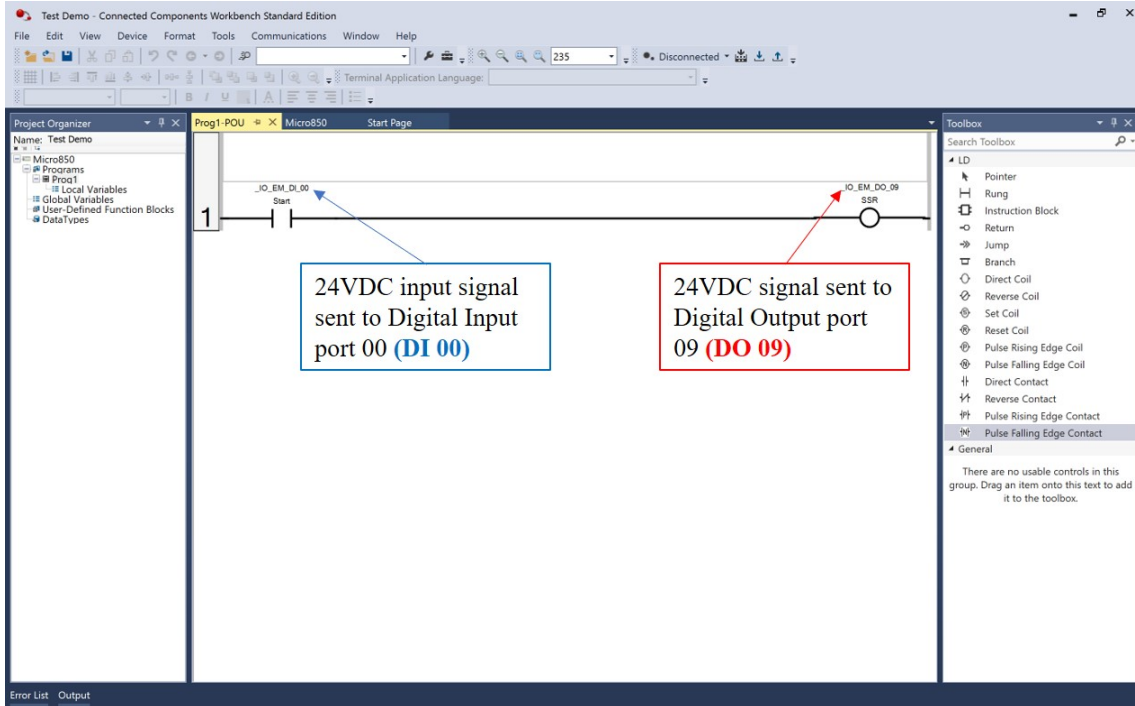 Test Demo - Connected Components Workbench Standard Edition
File Edit View Device Format Tools Communications Window Help
235 Disconnected
Terminal Application Language:
Project Organizer
Name: Test Demo
Micro850
Programs
Prog1
Local Variables
Global Variables
User-Defined Function Blocks
DataTypes
Prog1-POU Micro850 Start Page
_IO_EM_DI_00 _IO_EM_DO_09
Start SSR
1
24VDC input signal
sent to Digital Input
port 00 (DI 00)
24VDC signal sent to
Digital Output port
09 (DO 09)
Toolbox
Search Toolbox
LD
Pointer
Rung
Instruction Block
Return
Jump
Branch
Direct Coil
Reverse Coil
Set Coil
Reset Coil
Pulse Rising Edge Coil
Pulse Falling Edge Coil
Direct Contact
Reverse Contact
Pulse Rising Edge Contact
Pulse Falling Edge Contact
General
There are no usable controls in this
group. Drag an item onto this text to add
it to the toolbox.
Error List Output